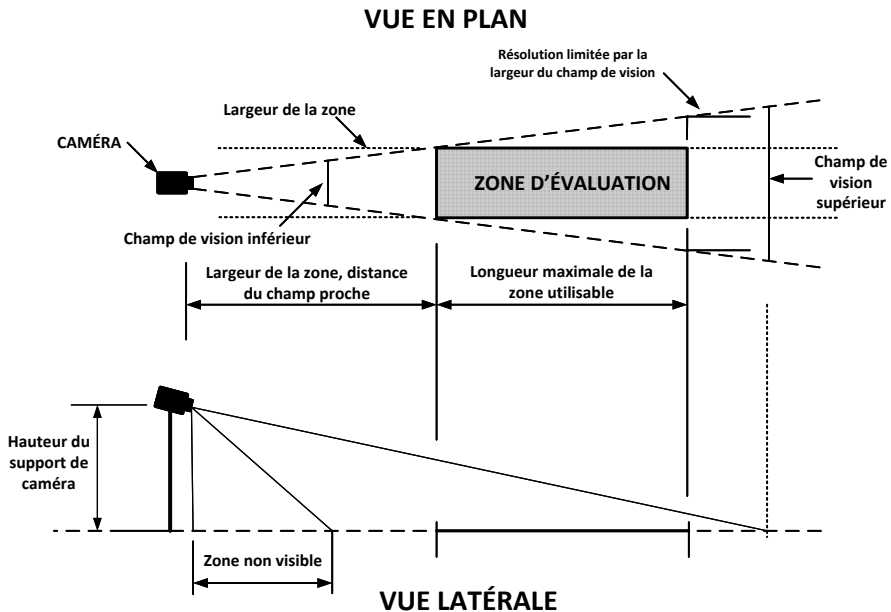 VUE EN PLAN
Résolution limitée par la
largeur du champ de vision
Largeur de la zone
CAMÉRA
ZONE D'ÉVALUATION
Champ de
vision
supérieur
Champ de vision inférieur
Largeur de la zone, distance
du champ proche
Longueur maximale de la
zone utilisable
Hauteur du
support de
caméra
Zone non visible
VUE LATÉRALE